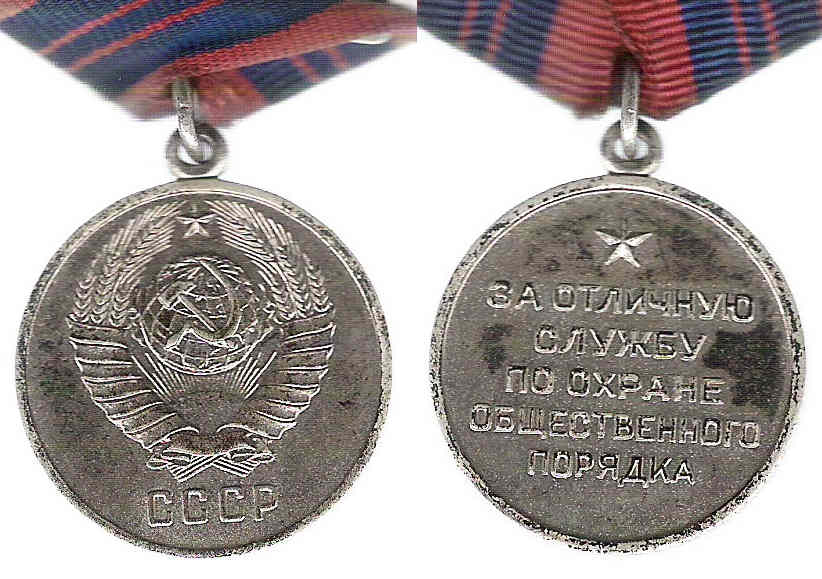 СССР
ЗА ОТЛИЧНУЮ
СЛУЖБУ
ПО ОХРАНЕ
ОБЩЕСТВЕННОГО
ПОРЯДКА